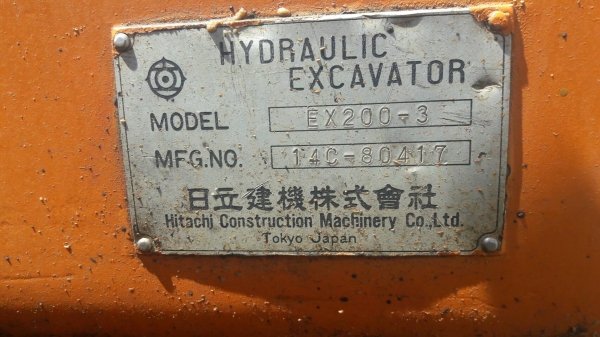 HYDRAULIC
EXCAVATOR
MODEL EX200-3
MFG.NO. 14C-80417
日立建機株式會社
Hitachi Construction Machinery Co.,Ltd.
Tokyo Japan